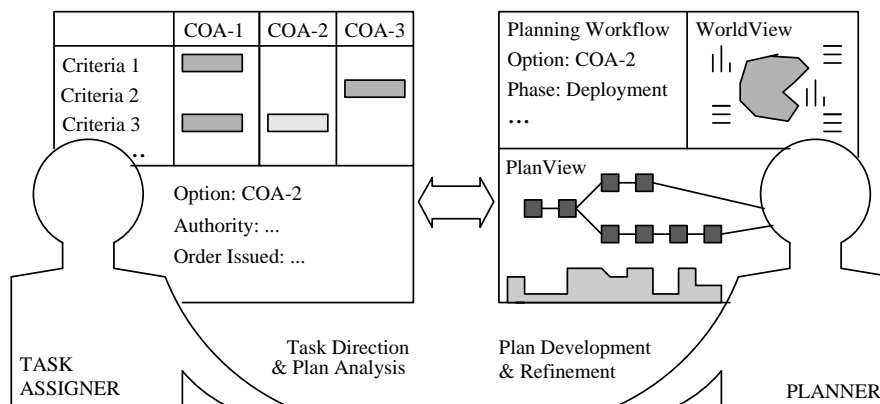 COA-1 COA-2 COA-3
Criteria 1
Criteria 2
Criteria 3
..
Option: COA-2
Authority: ...
Order Issued: ...
Planning Workflow
Option: COA-2
Phase: Deployment
...
WorldView
PlanView
Task Direction
& Plan Analysis
Plan Development
& Refinement
TASK
ASSIGNER
PLANNER